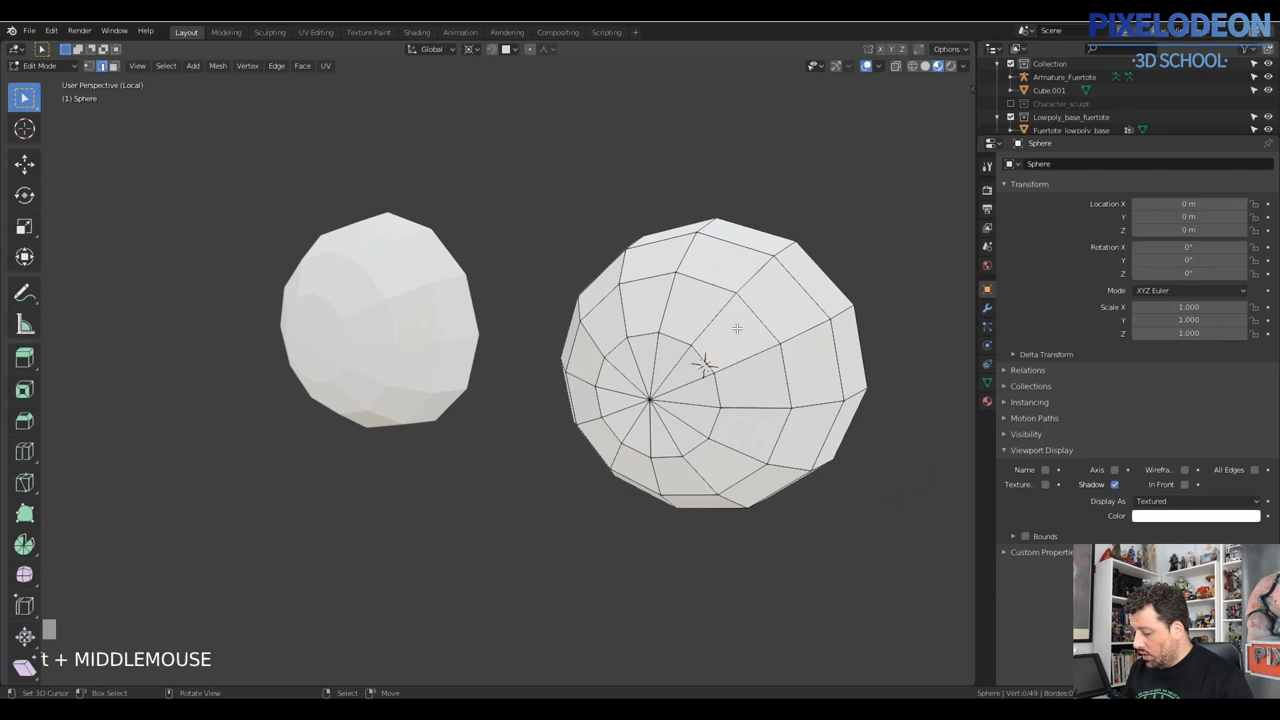 PIXELODEON
·3D SCHOOL·
File Edit Render Window Help
Layout Modeling Sculpting UV Editing Texture Paint Shading Animation Rendering Compositing Scripting +
Scene
Global
X Y Z
Options
Edit Mode
View Select Add Mesh Vertex Edge Face UV
User Perspective (Local)
(1) Sphere
Collection
Armature_Fuertote
Cube.001
Character_sculpt
Lowpoly_base_fuertote
Fuertote_lowpoly_base
Sphere
Sphere
Transform
Location X 0 m
Y 0 m
Z 0 m
Rotation X 0°
Y 0°
Z 0°
Mode XYZ Euler
Scale X 1.000
Y 1.000
Z 1.000
Delta Transform
Relations
Collections
Instancing
Motion Paths
Visibility
Viewport Display
Name Axis Wirefra.. All Edges
Texture.. Shadow In Front
Display As Textured
Color
Bounds
Custom Properti
t + MIDDLEMOUSE
Set 3D Cursor Box Select Rotate View Select Move
Sphere | Vert:0/49 | Bordes:0